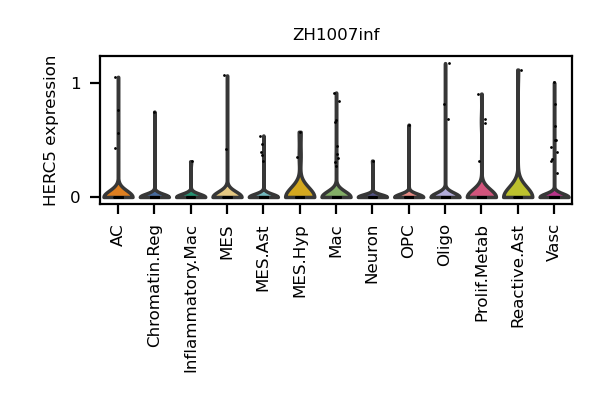 ZH1007inf
HERC5 expression
1
0
AC
Chromatin.Reg
Inflammatory.Mac
MES
MES.Ast
MES.Hyp
Mac
Neuron
OPC
Oligo
Prolif.Metab
Reactive.Ast
Vasc